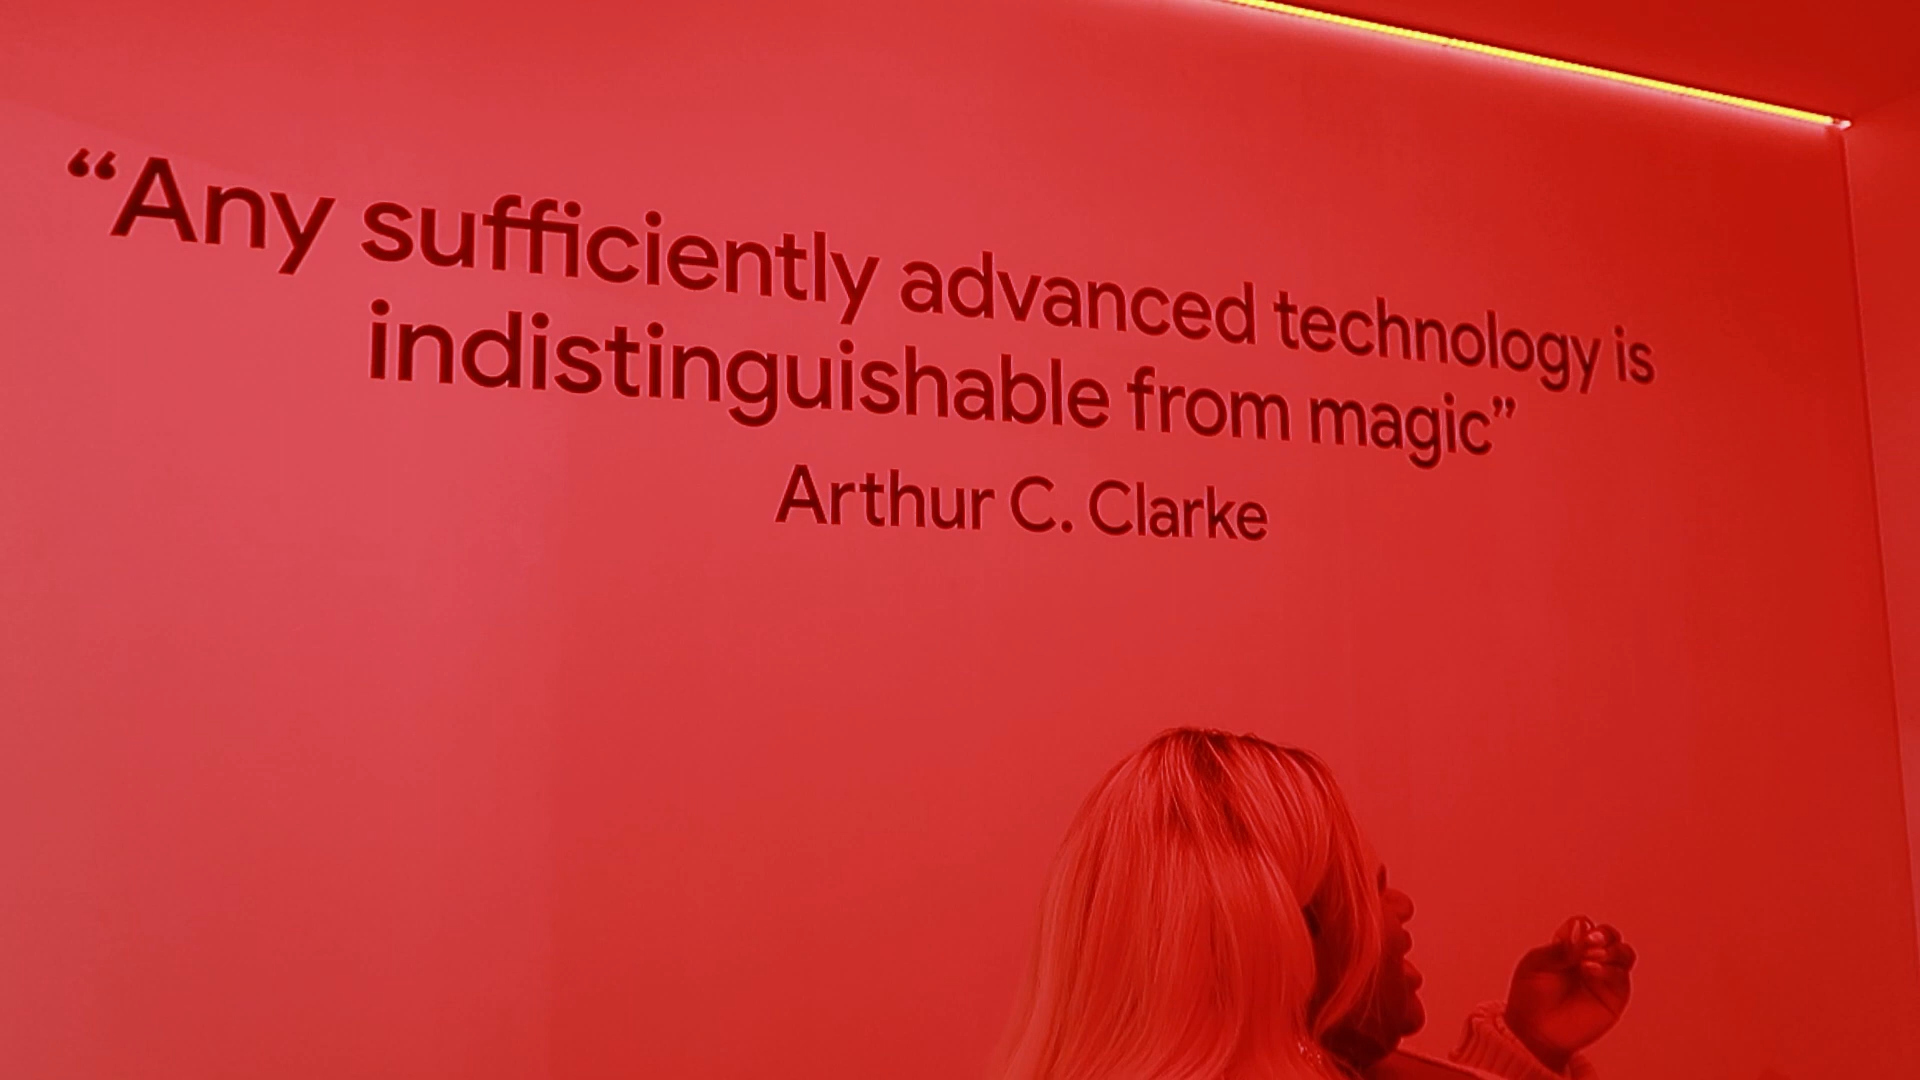 “Any sufficiently advanced technology is
indistinguishable from magic”
Arthur C. Clarke